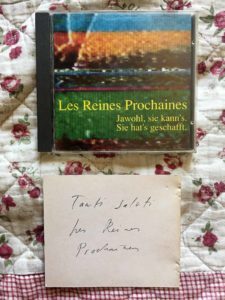 Les Reines Prochaines
Jawohl, sie kann's.
Sie hat's geschafft.
Tanti saluti
Les Reines
Prochaines